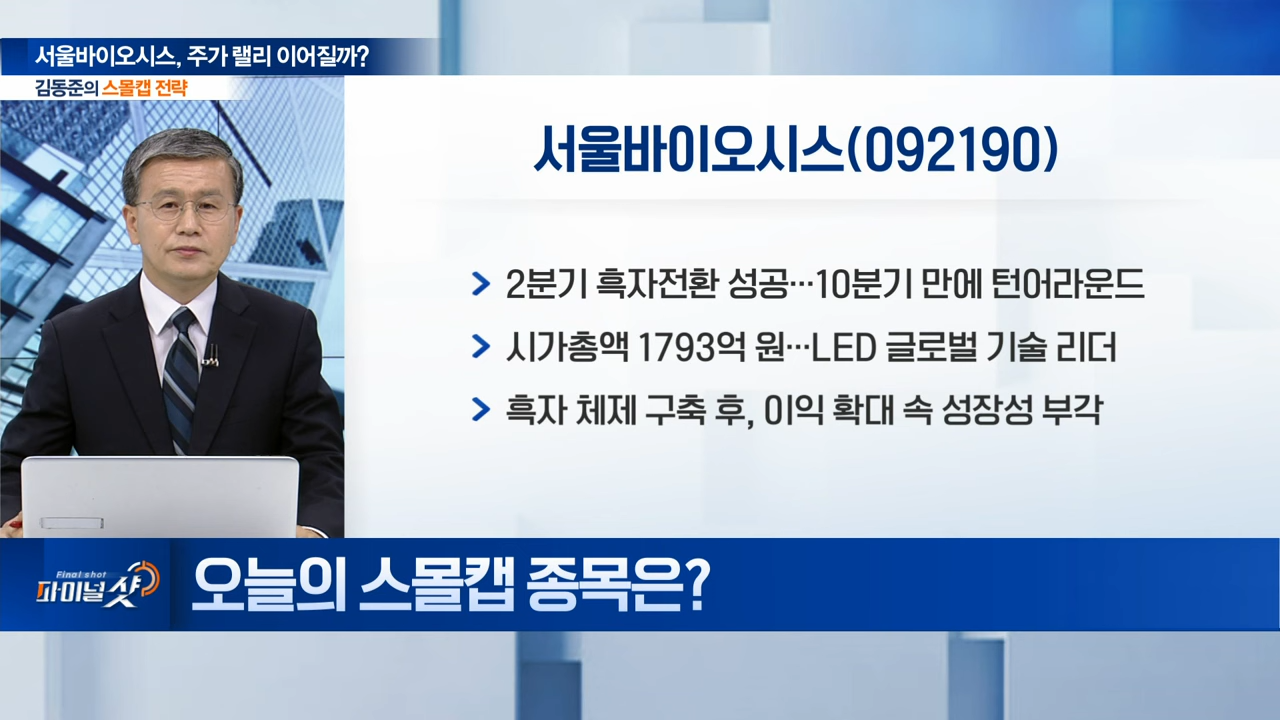 서울바이오시스, 주가 랠리 이어질까?
김동준의 스몰캡 전략
서울바이오시스(092190)
2분기 흑자전환 성공…10분기 만에 턴어라운드
시가총액 1793억 원…LED 글로벌 기술 리더
흑자 체제 구축 후, 이익 확대 속 성장성 부각
Final shot
파이널샷
오늘의 스몰캡 종목은?